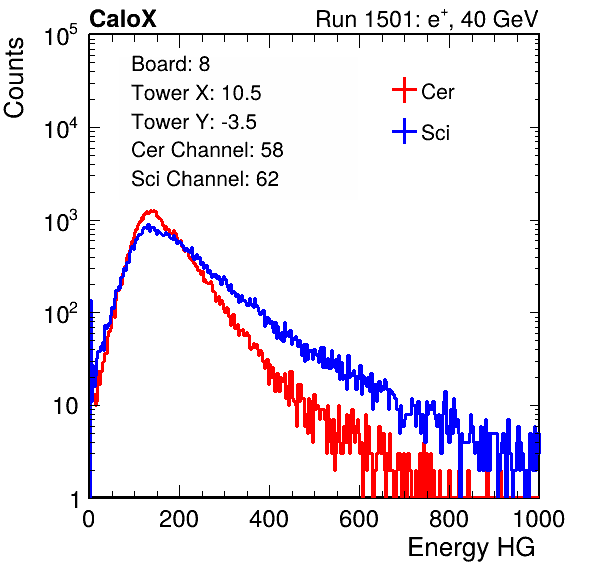 CaloX
Run 1501: e+, 40 GeV
Counts
Board: 8
Tower X: 10.5
Tower Y: -3.5
Cer Channel: 58
Sci Channel: 62
Cer
Sci
10^5
10^4
10^3
10^2
10
1
0 200 400 600 800 1000
Energy HG